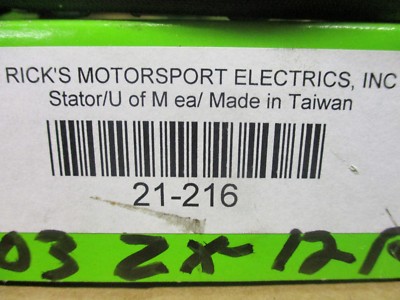 RICK'S MOTORSPORT ELECTRICS, INC
Stator/U of M ea/ Made in Taiwan
21-216
03 ZX-12R